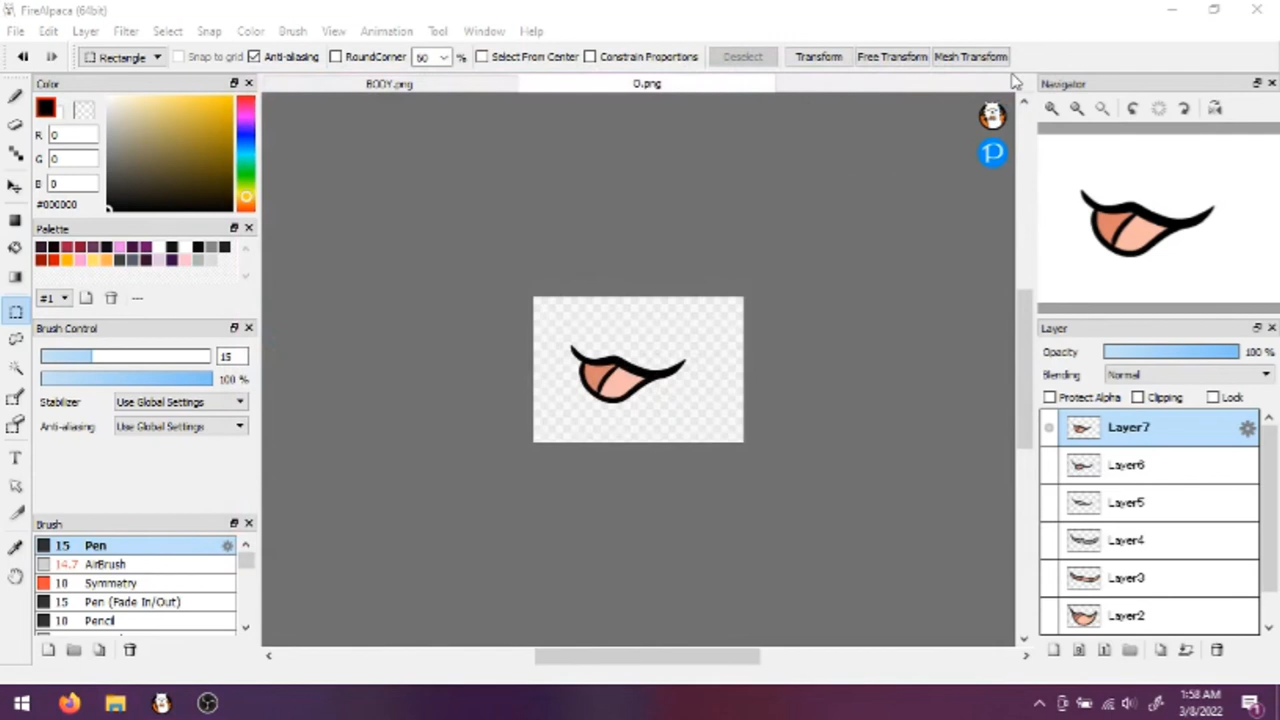 FireAlpaca (64bit)
File Edit Layer Filter Select Snap Color Brush View Animation Tool Window Help
Rectangle Snap to grid Anti-aliasing RoundCorner 60 % Select From Center Constrain Proportions Deselect Transform Free Transform Mesh Transform
Color BODY.png O.png Navigator
R 0
G 0
B 0
#000000
Palette
#1 ---
Brush Control Layer
15 Opacity 100 %
100 % Blending Normal
Stabilizer Use Global Settings Protect Alpha Clipping Lock
Anti-aliasing Use Global Settings Layer7
Layer6
Layer5
Brush
15 Pen Layer4
14.7 AirBrush
10 Symmetry Layer3
15 Pen (Fade In/Out)
10 Pencil Layer2
T
P
1:58 AM
3/8/2022
1